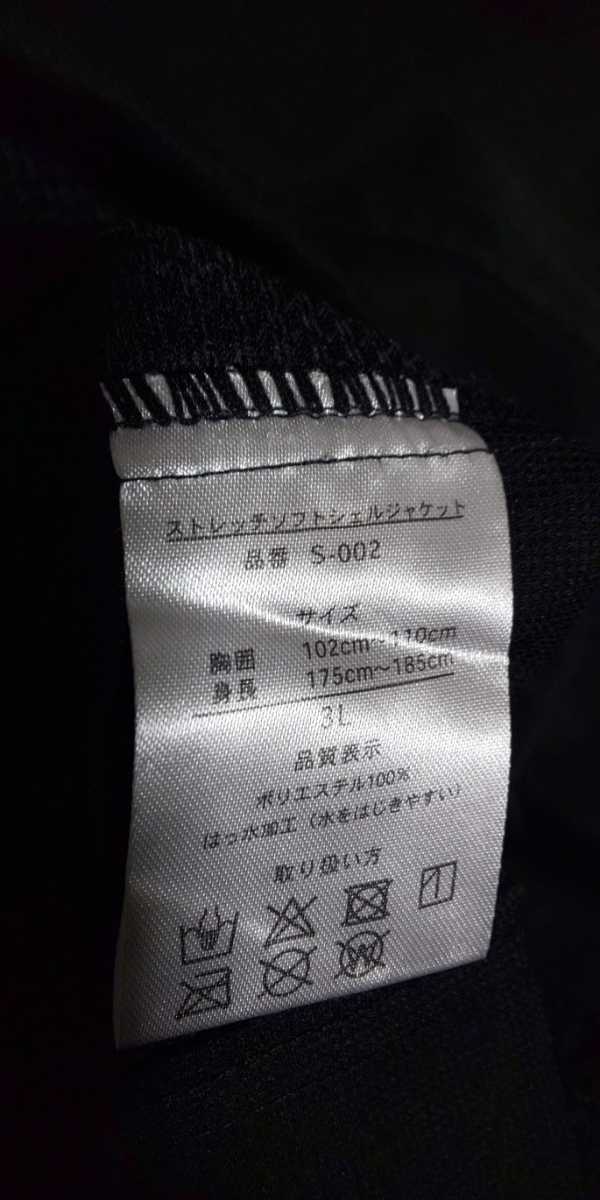 ストレッチソフトシェルジャケット
品番 S-002
サイズ
胸囲 102cm～110cm
身長 175cm～185cm
3L
品質表示
ポリエステル100%
はっ水加工（水をはじきやすい）
取り扱い方
W